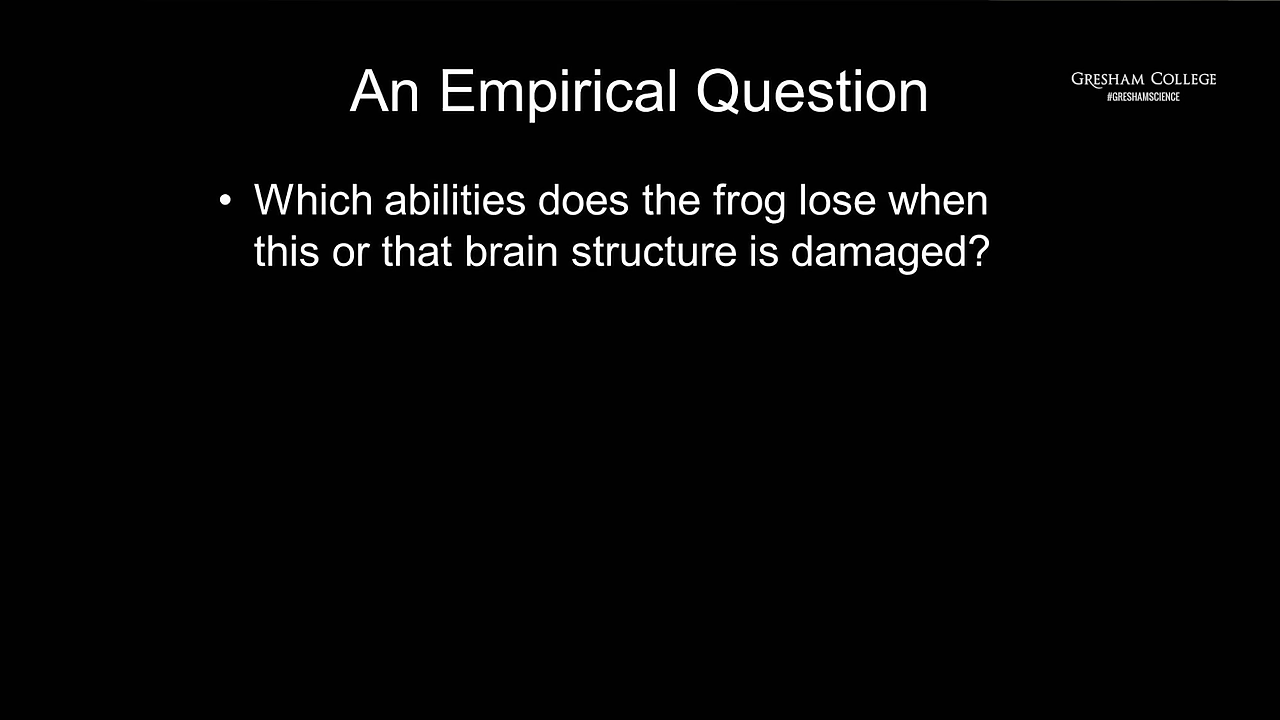 An Empirical Question
GRESHAM COLLEGE
#GRESHAMSCIENCE
• Which abilities does the frog lose when
this or that brain structure is damaged?